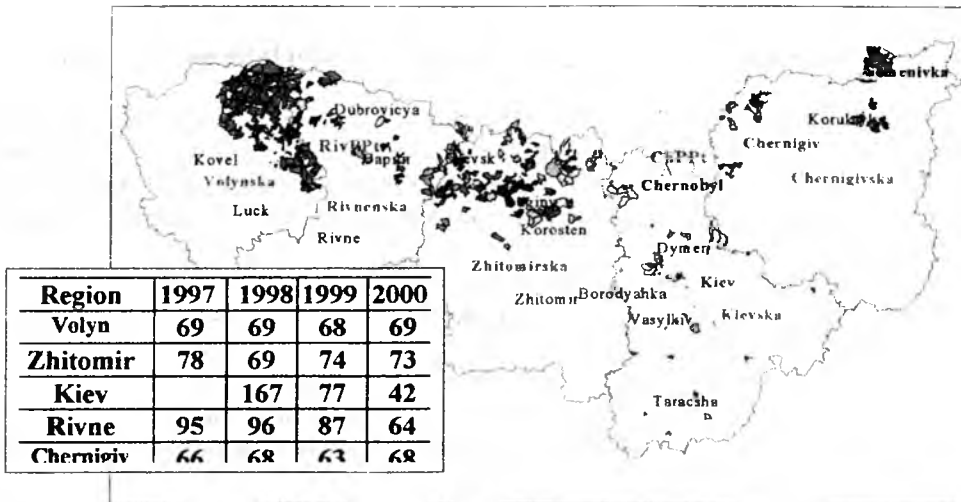 Dubrovicya
Chernigiv
Kovel
Volynska
Chernobyl
Chernigivska
Luck
Rivnenska
Korosten
Rivne
Dymer
Zhitomirska
Kiev
Zhitomir
Borodyahka
Kievska
Vasylkiv
Taracsha
Region 1997 1998 1999 2000
Volyn 69 69 68 69
Zhitomir 78 69 74 73
Kiev 167 77 42
Rivne 95 96 87 64
Chernigiv 66 68 63 68